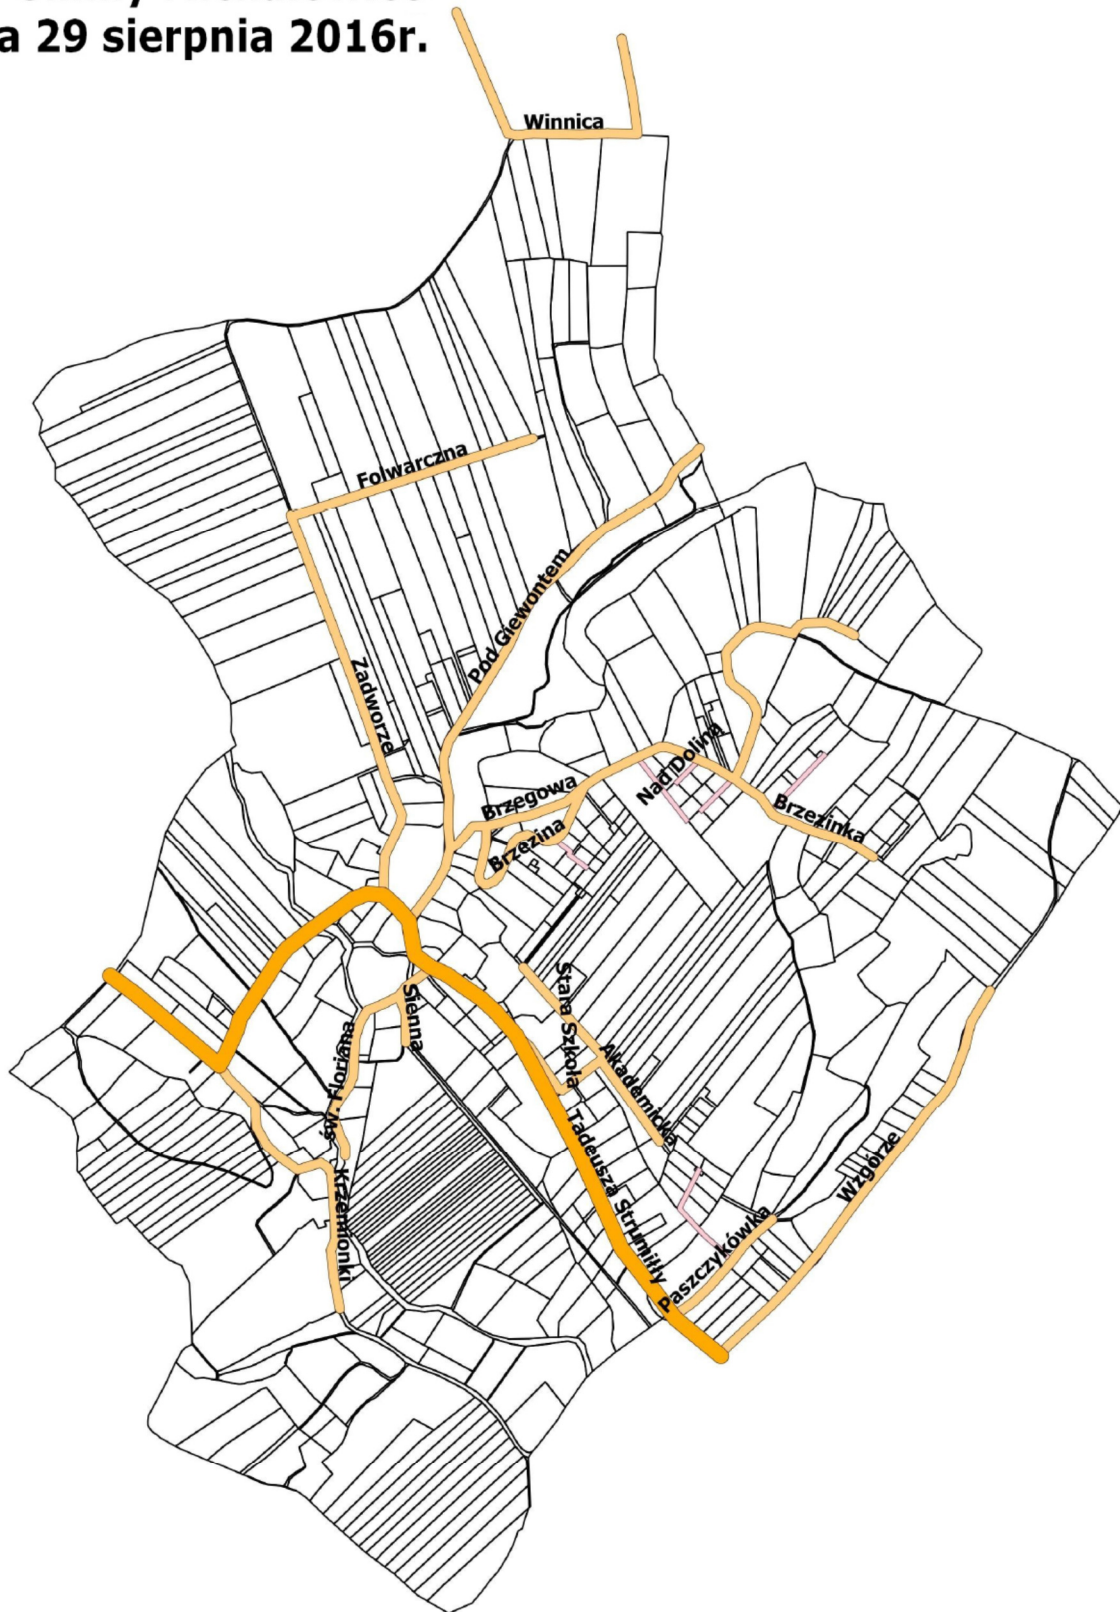 a 29 sierpnia 2016r.
Winnica
Folwarczna
Pod Giewontem
Zadworze
Nad Doliną
Brzegowa
Brzezina
Brzezinka
Stara Szkoła
Sienna
św. Floriana
Akademicka
Tadeusza Strumiłły
Wzgórze
Krzemionki
Paszczykówka